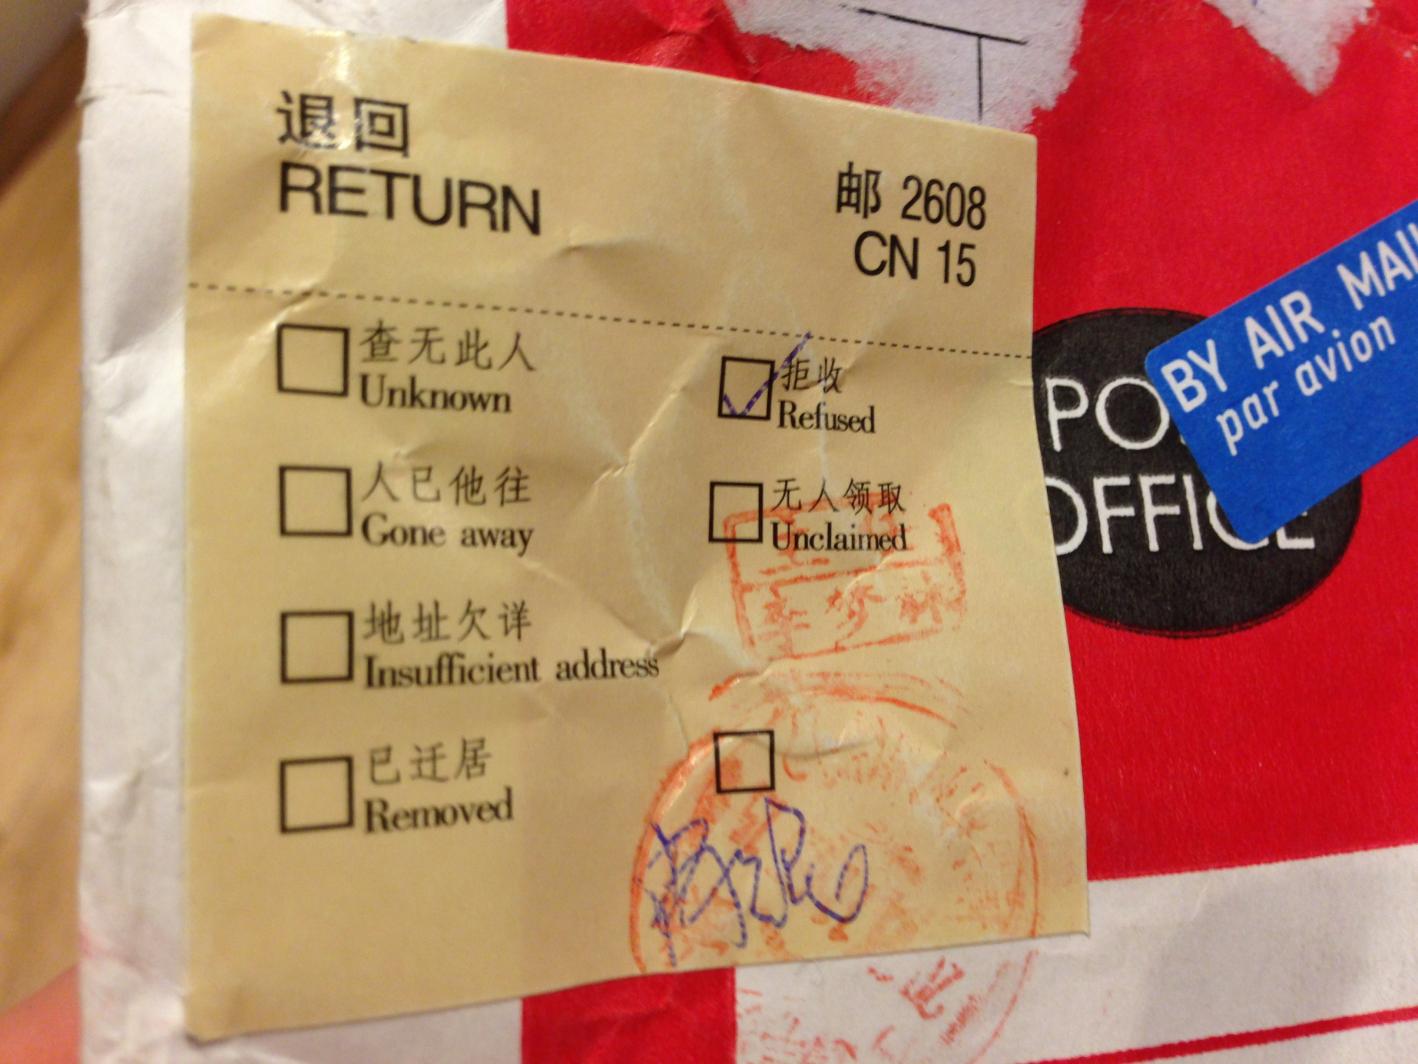 退回
RETURN
邮 2608
CN 15
查无此人
Unknown
拒收
Refused
人已他往
Gone away
无人领取
Unclaimed
地址欠详
Insufficient address
已迁居
Removed
BY AIR MAIL
par avion
PO
OFFICE